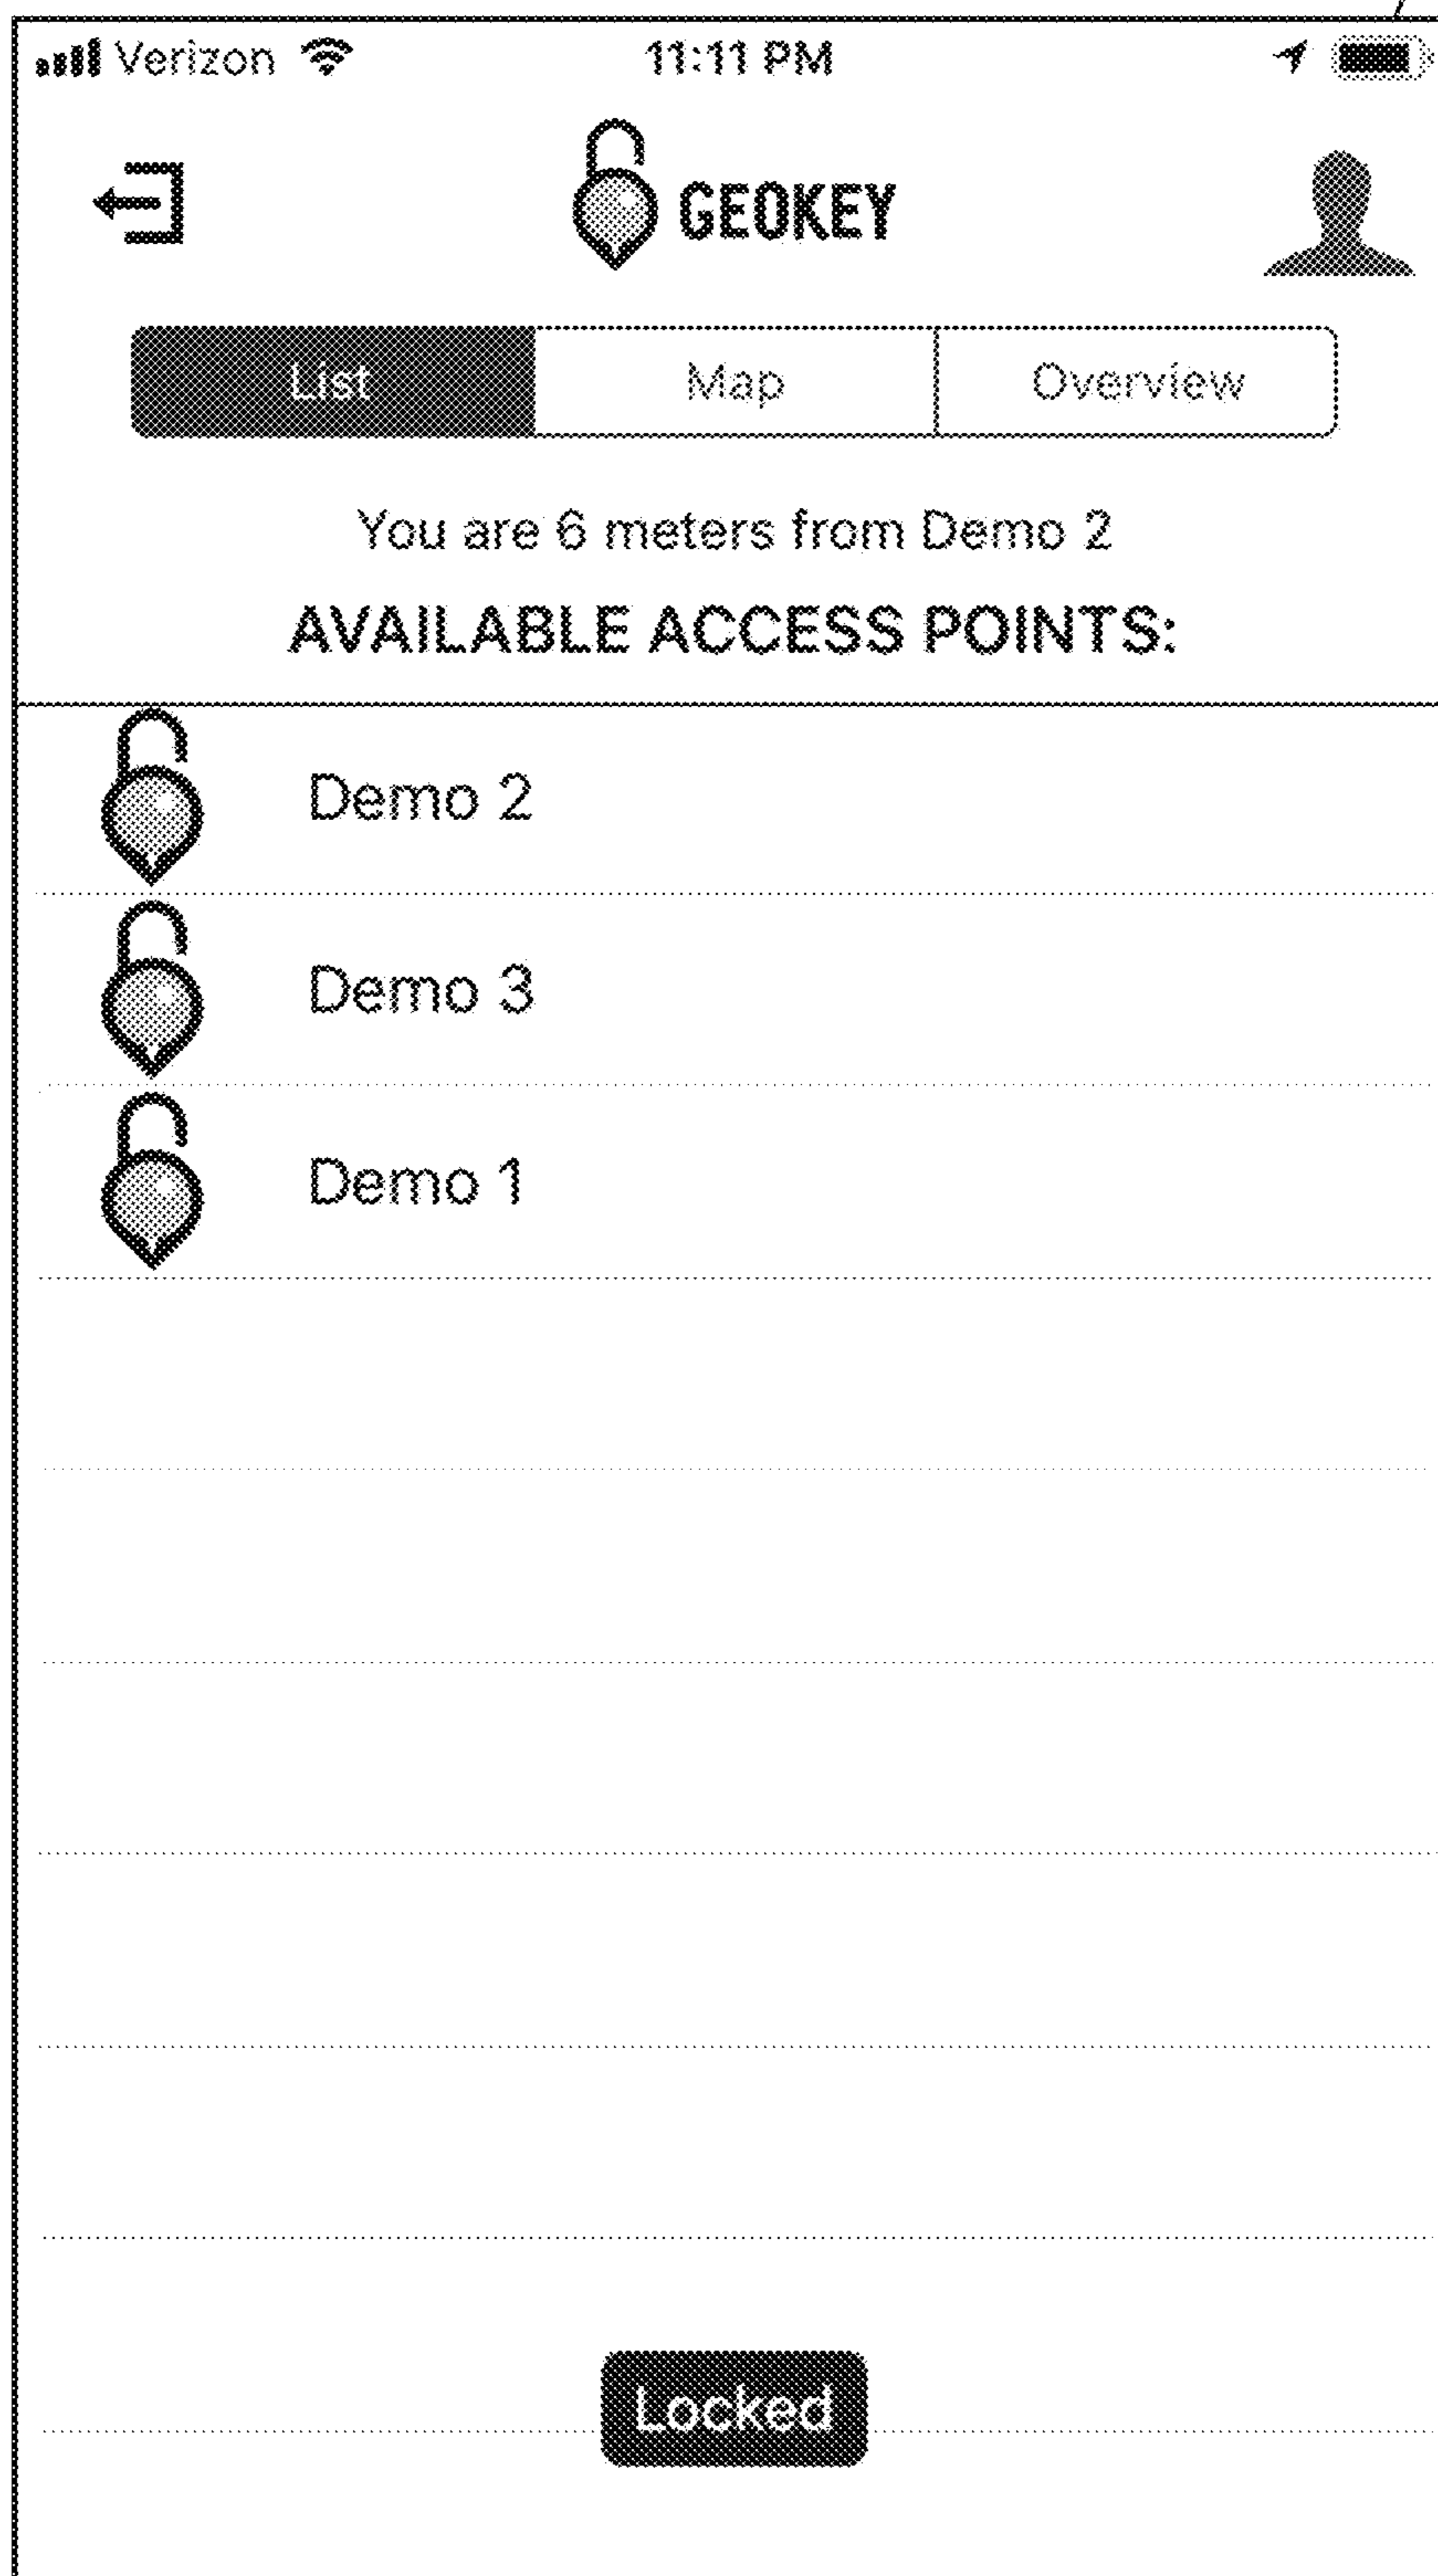 Verizon 11:11 PM
GEOKEY
List Map Overview
You are 6 meters from Demo 2
AVAILABLE ACCESS POINTS:
Demo 2
Demo 3
Demo 1
Locked